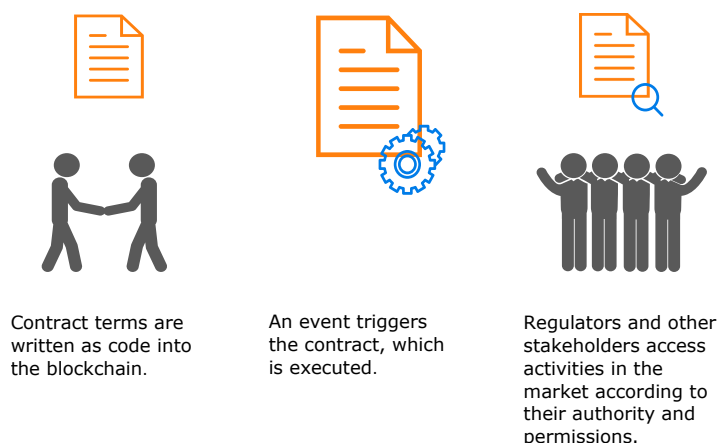 Contract terms are
written as code into
the blockchain.
An event triggers
the contract, which
is executed.
Regulators and other
stakeholders access
activities in the
market according to
their authority and
permissions.